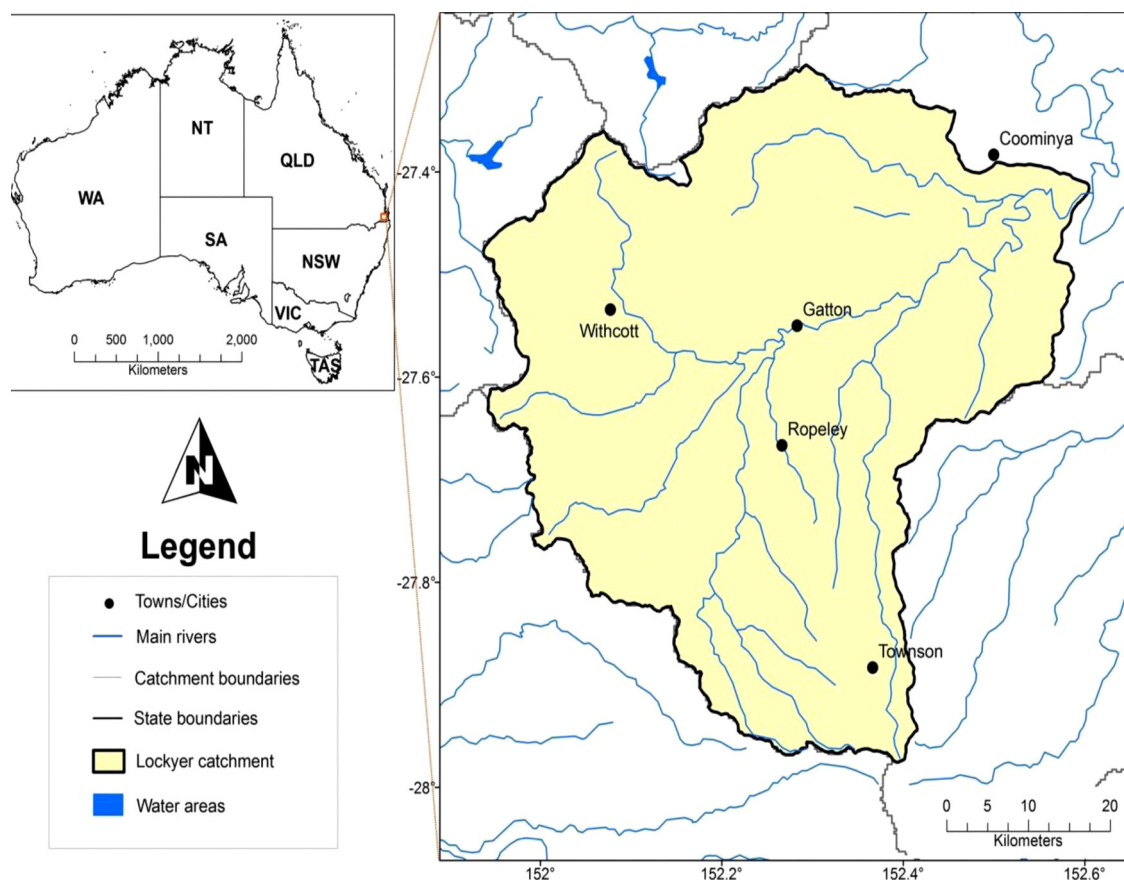 NT
QLD
WA
SA
NSW
VIC
TAS
0 500 1,000 2,000
Kilometers
N
Legend
Towns/Cities
Main rivers
Catchment boundaries
State boundaries
Lockyer catchment
Water areas
Coominya
-27.4°
Gatton
Withcott
-27.6°
Ropeley
-27.8°
Townson
-28°
0 5 10 20
Kilometers
152° 152.2° 152.4° 152.6°